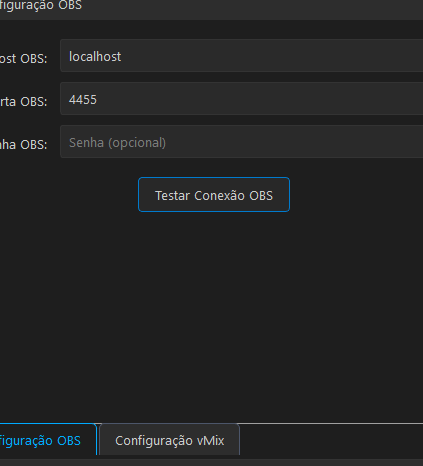 figuração OBS
ost OBS: localhost
rta OBS: 4455
nha OBS: Senha (opcional)
Testar Conexão OBS
figuração OBS Configuração vMix